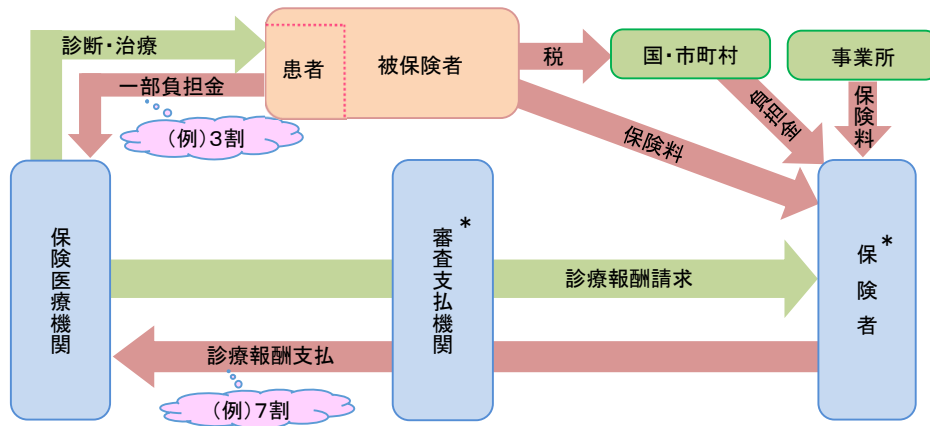 診断・治療
患者
被保険者
税
国・市町村
事業所
一部負担金
(例)3割
負担金
保険料
保険料
保険医療機関
審査支払機関*
保険者*
診療報酬請求
診療報酬支払
(例)7割